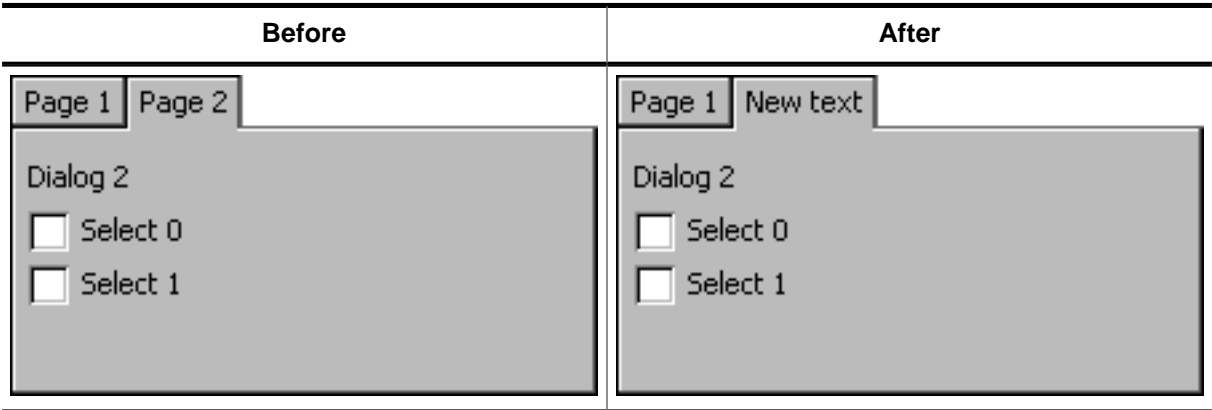 Before After
Page 1 Page 2 Page 1 New text
Dialog 2 Dialog 2
Select 0 Select 0
Select 1 Select 1